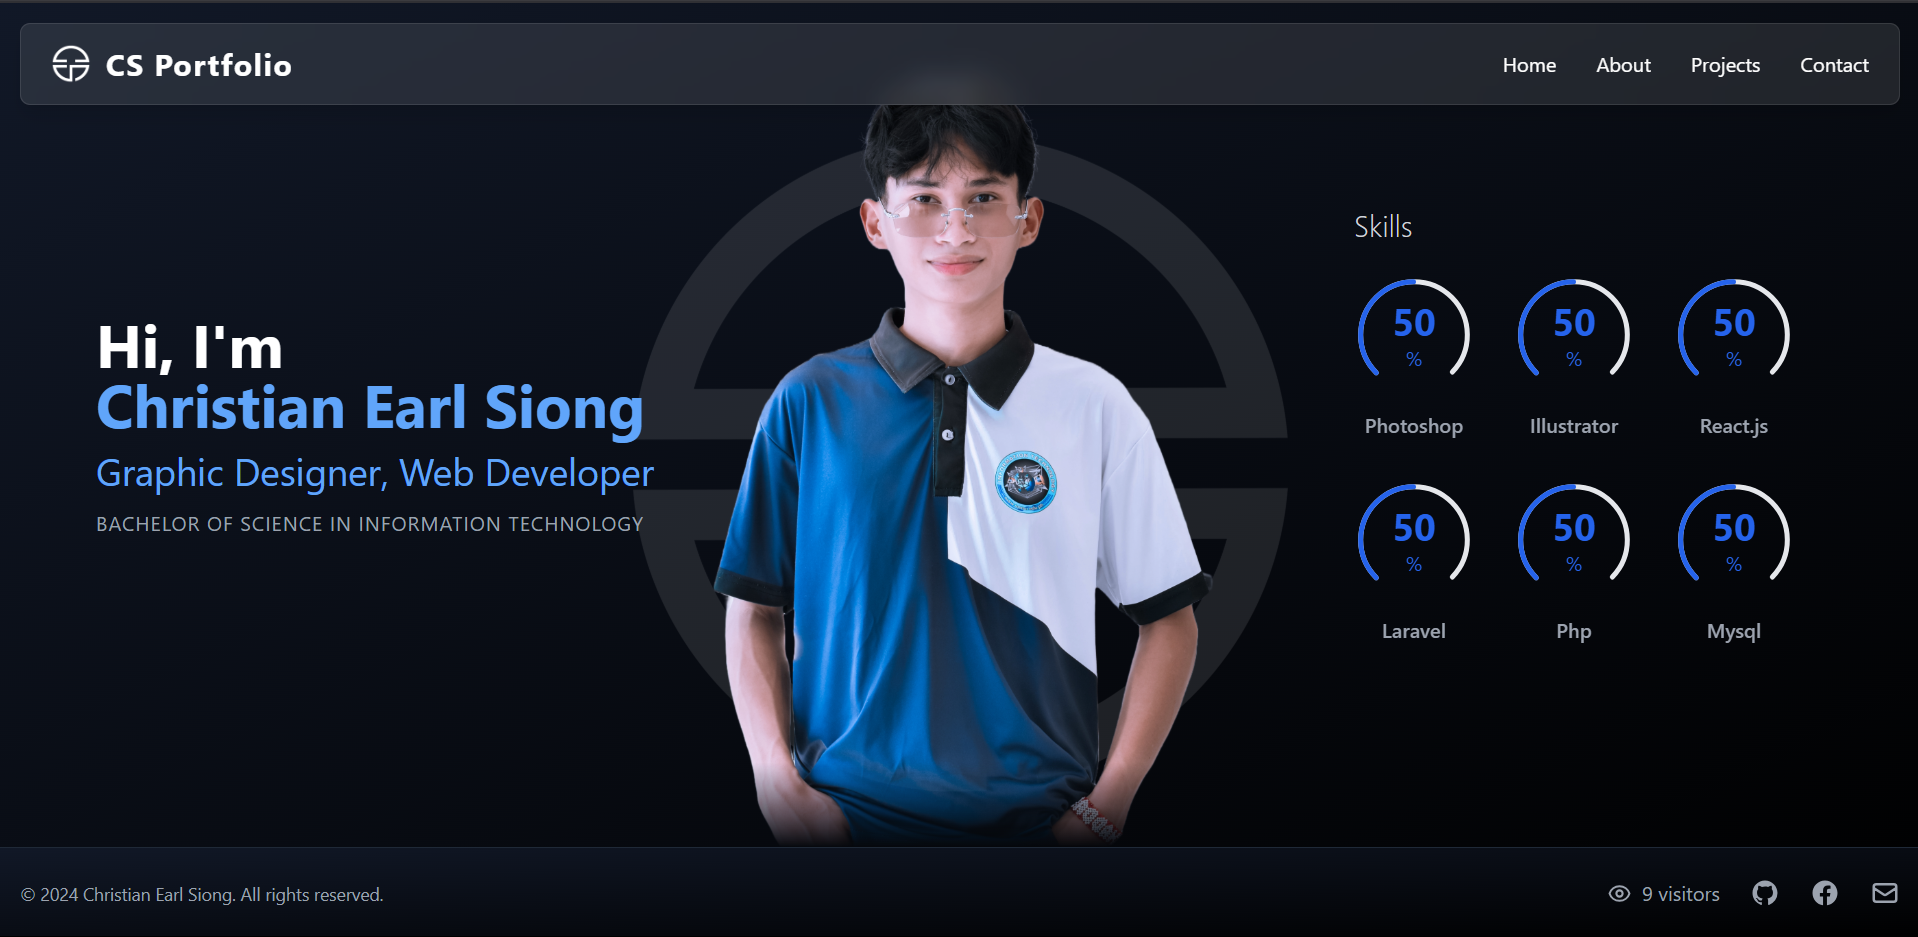 CS Portfolio
Home
About
Projects
Contact
Hi, I'm
Christian Earl Siong
Graphic Designer, Web Developer
BACHELOR OF SCIENCE IN INFORMATION TECHNOLOGY
Skills
50
%
Photoshop
50
%
Illustrator
50
%
React.js
50
%
Laravel
50
%
Php
50
%
Mysql
© 2024 Christian Earl Siong. All rights reserved.
9 visitors